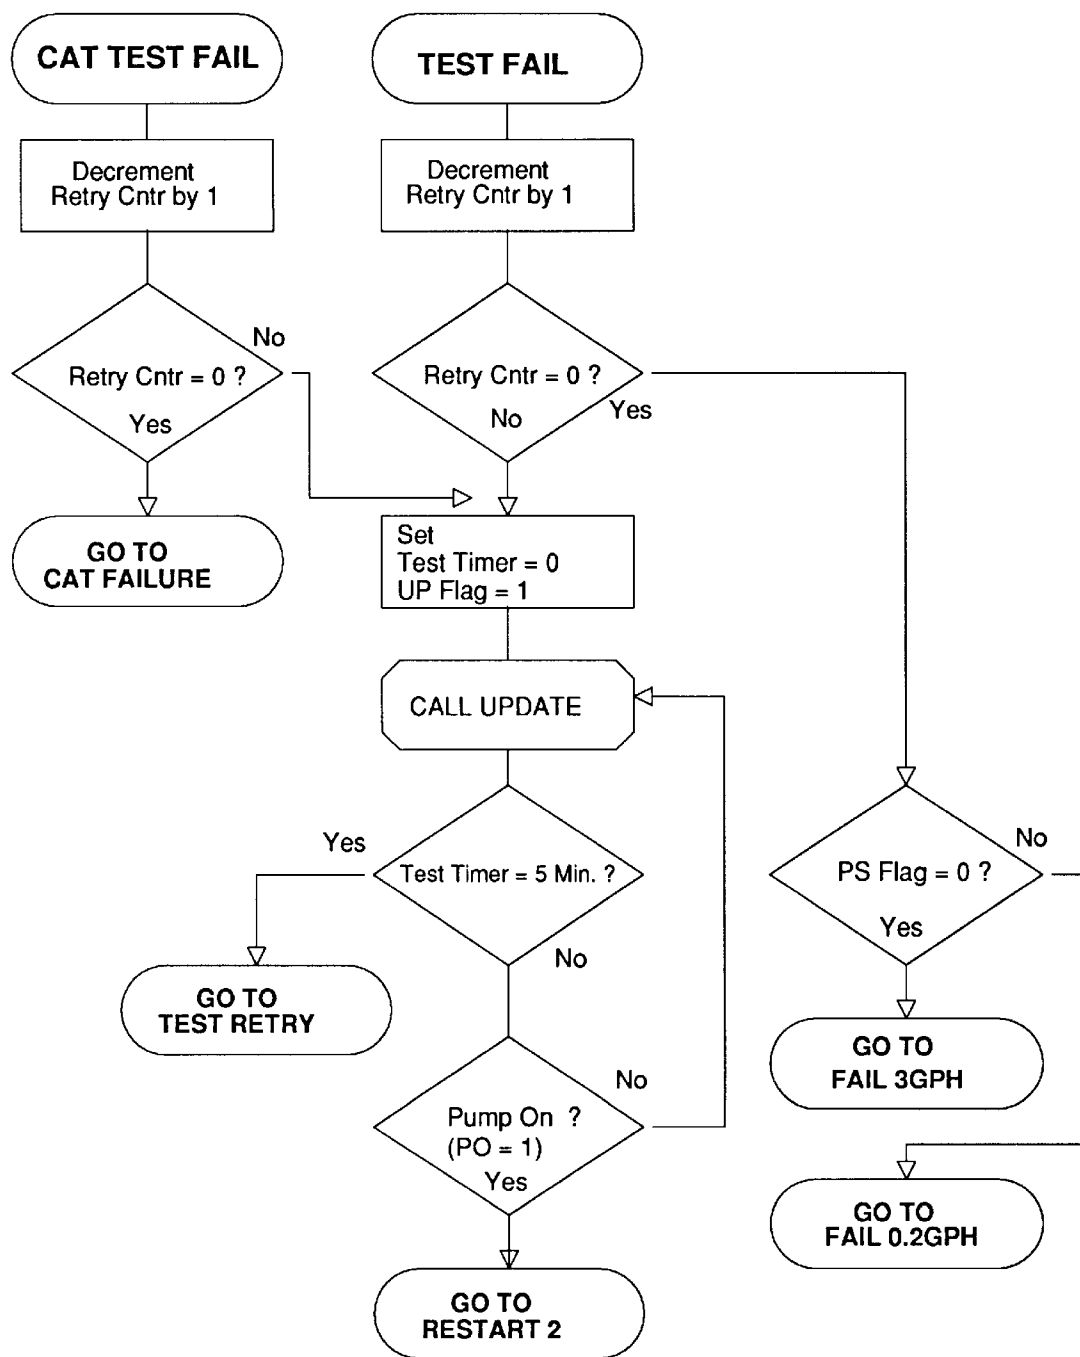 CAT TEST FAIL
TEST FAIL
Decrement
Retry Cntr by 1
Decrement
Retry Cntr by 1
No
Retry Cntr = 0 ?
Yes
Retry Cntr = 0 ?
No
Yes
GO TO
CAT FAILURE
Set
Test Timer = 0
UP Flag = 1
CALL UPDATE
Yes
Test Timer = 5 Min. ?
No
No
PS Flag = 0 ?
Yes
GO TO
TEST RETRY
GO TO
FAIL 3GPH
No
Pump On ?
(PO = 1)
Yes
GO TO
FAIL 0.2GPH
GO TO
RESTART 2